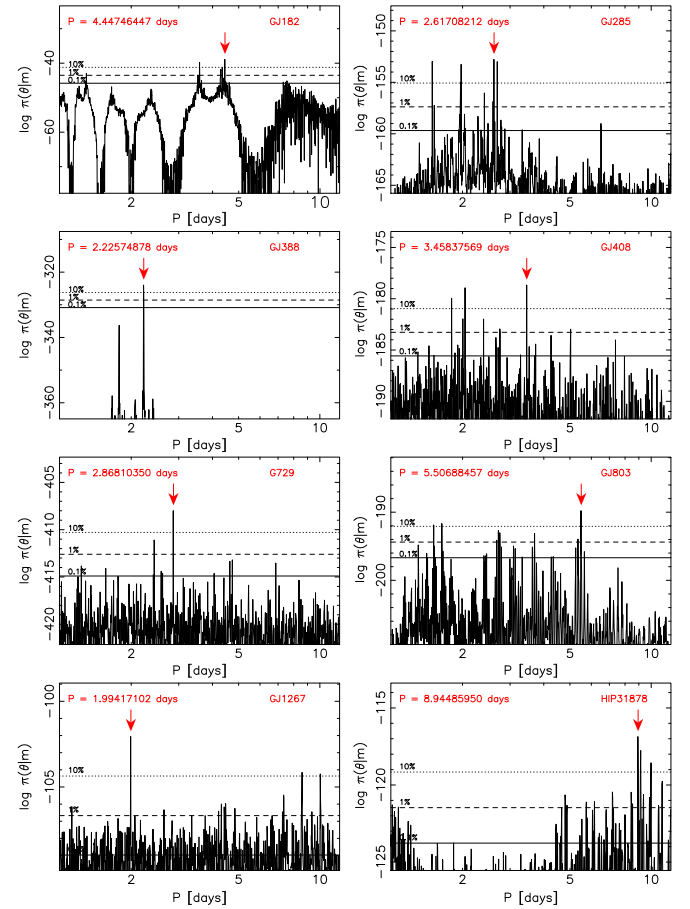 P = 4.44746447 days GJ182
10%
1%
0.1%
−40
−60
log π(θ|m)
2 5 10
P [days]
P = 2.61708212 days GJ285
10%
1%
0.1%
−150
−155
−160
−165
log π(θ|m)
2 5 10
P [days]
P = 2.22574878 days GJ388
10%
1%
0.1%
−320
−340
−360
log π(θ|m)
2 5 10
P [days]
P = 3.45837569 days GJ408
10%
1%
0.1%
−175
−180
−185
−190
log π(θ|m)
2 5 10
P [days]
P = 2.86810350 days G729
10%
1%
0.1%
−405
−410
−415
−420
log π(θ|m)
2 5 10
P [days]
P = 5.50688457 days GJ803
10%
1%
0.1%
−190
−200
log π(θ|m)
2 5 10
P [days]
P = 1.99417102 days GJ1267
10%
−100
−105
log π(θ|m)
2 5 10
P [days]
P = 8.94485950 days HIP31878
10%
1%
−115
−120
−125
log π(θ|m)
2 5 10
P [days]